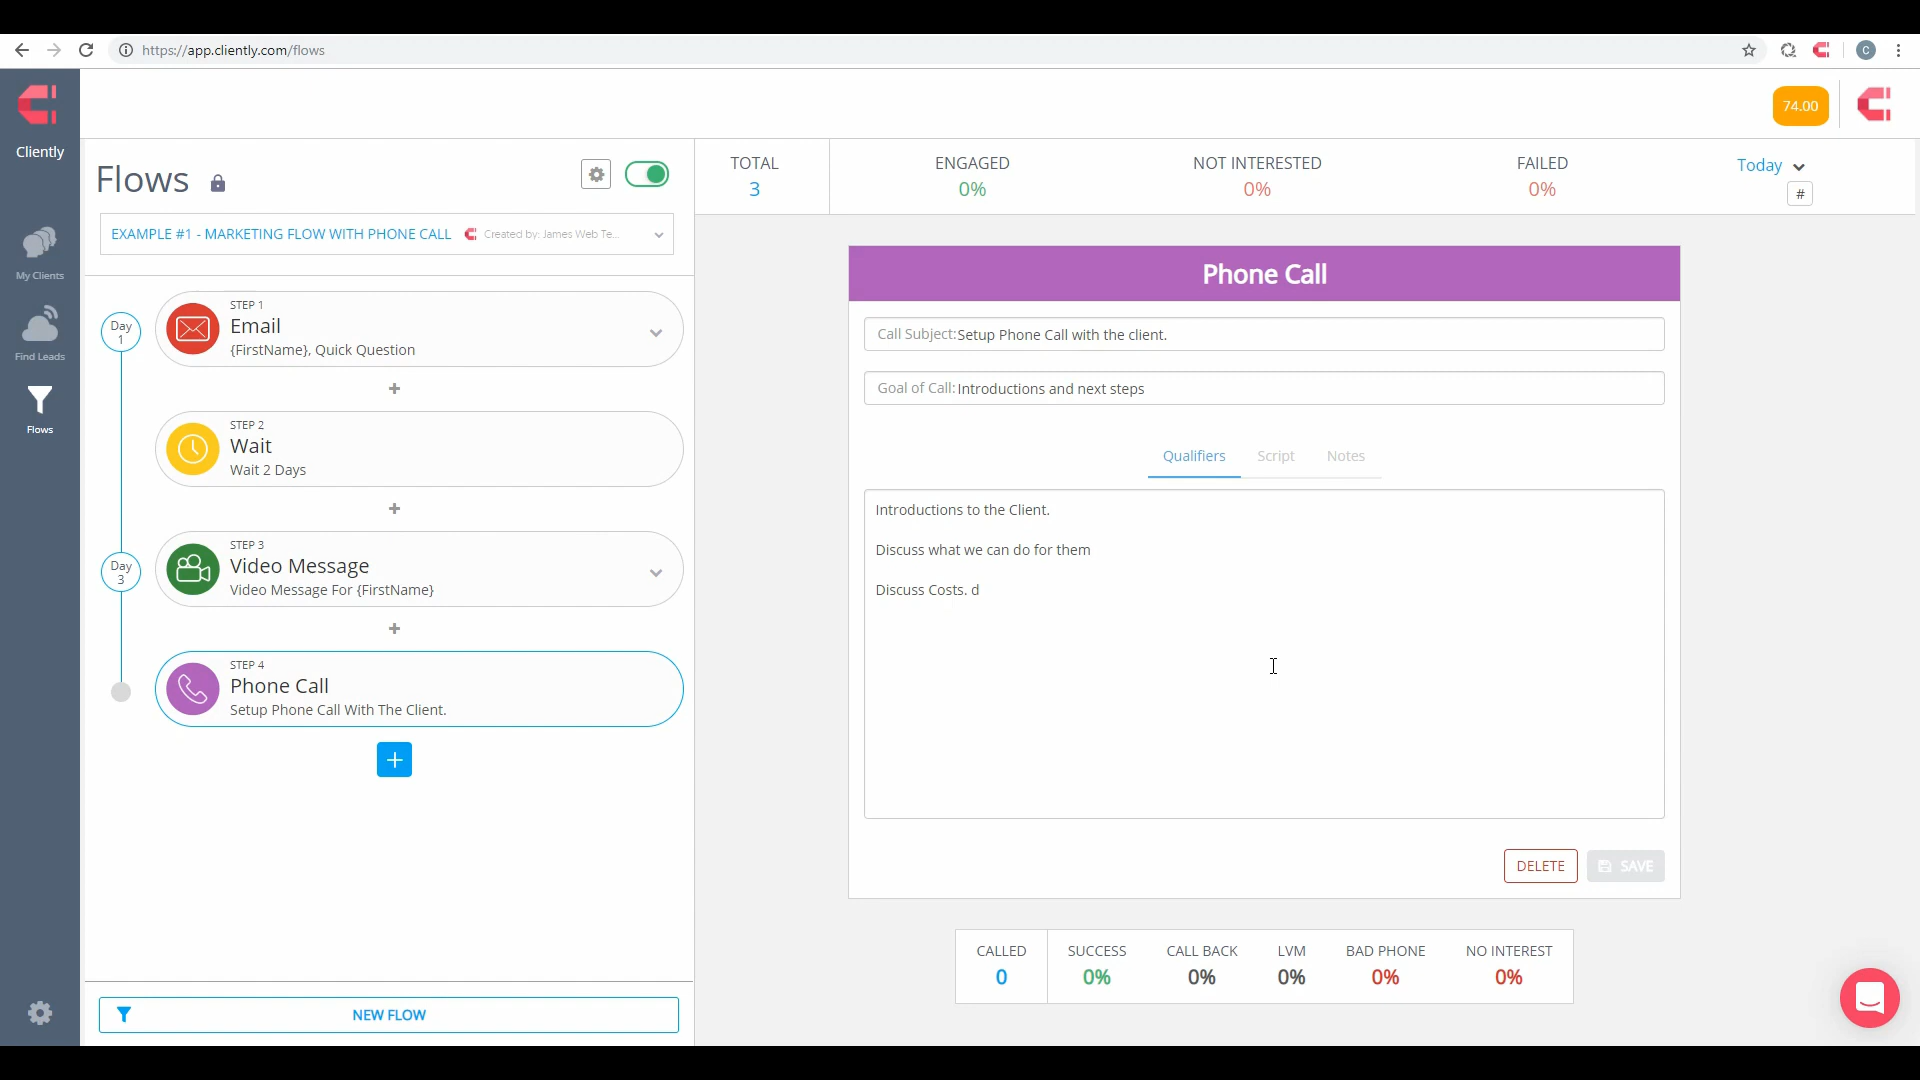 https://app.cliently.com/flows
C
Cliently
74.00
My Clients
Find Leads
Flows
Flows
EXAMPLE #1 - MARKETING FLOW WITH PHONE CALL Created by: James Web Te...
TOTAL
3
ENGAGED
0%
NOT INTERESTED
0%
FAILED
0%
Today
#
Day
1
STEP 1
Email
{FirstName}, Quick Question
+
STEP 2
Wait
Wait 2 Days
+
Day
3
STEP 3
Video Message
Video Message For {FirstName}
+
STEP 4
Phone Call
Setup Phone Call With The Client.
+
NEW FLOW
Phone Call
Call Subject: Setup Phone Call with the client.
Goal of Call: Introductions and next steps
Qualifiers Script Notes
Introductions to the Client.
Discuss what we can do for them
Discuss Costs. d
DELETE SAVE
CALLED
0
SUCCESS
0%
CALL BACK
0%
LVM
0%
BAD PHONE
0%
NO INTEREST
0%